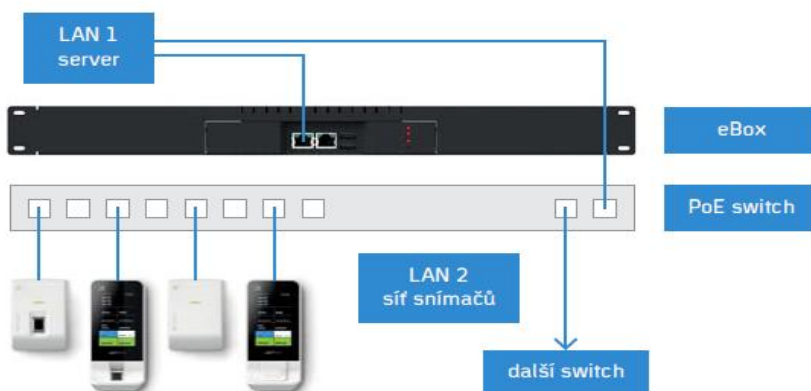 LAN 1
server
eBox
PoE switch
LAN 2
síť snímačů
další switch